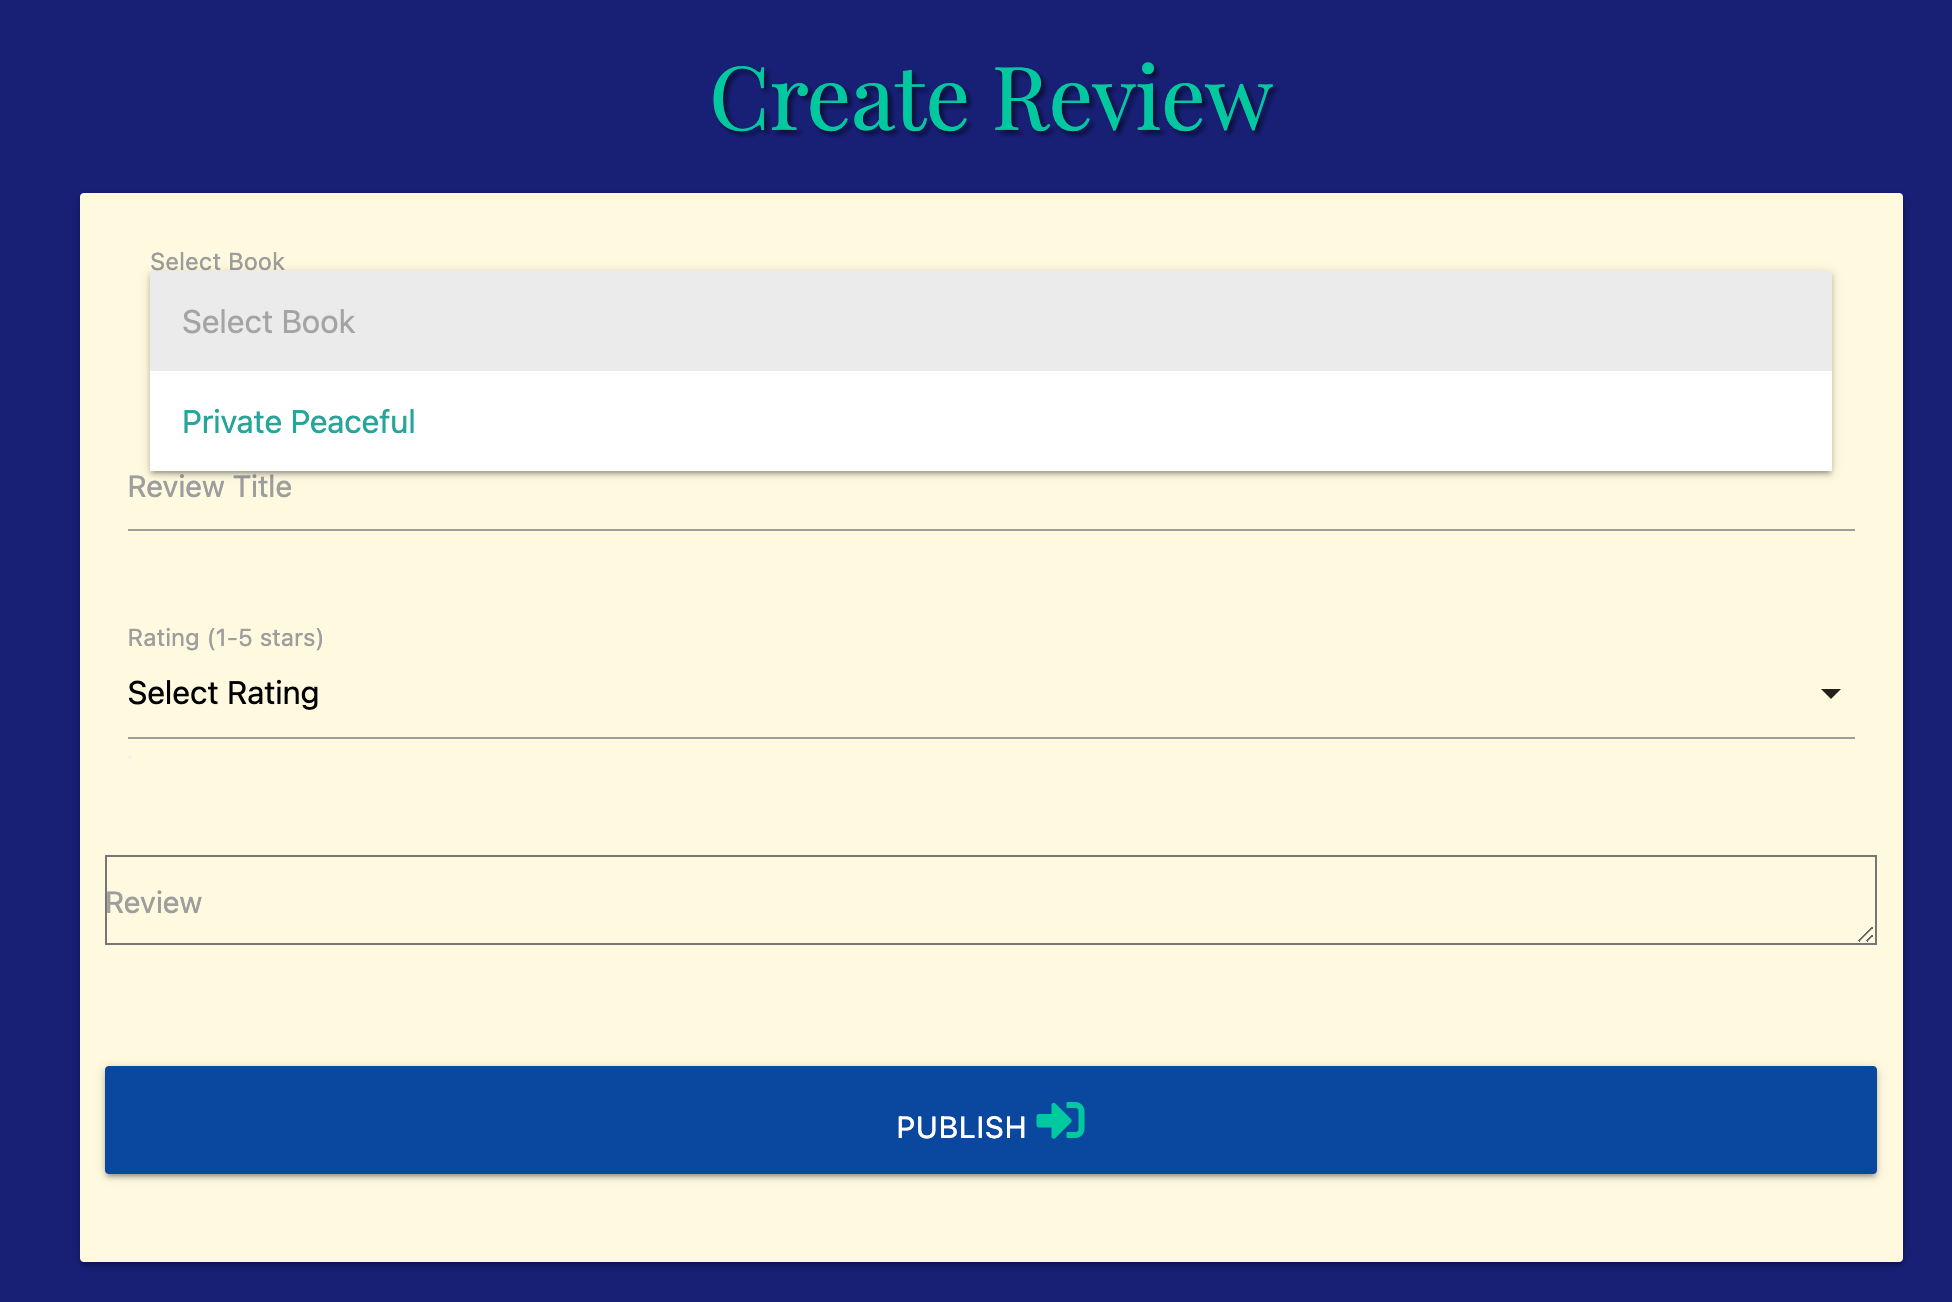 Create Review
Select Book
Select Book
Private Peaceful
Review Title
Rating (1-5 stars)
Select Rating
Review
PUBLISH